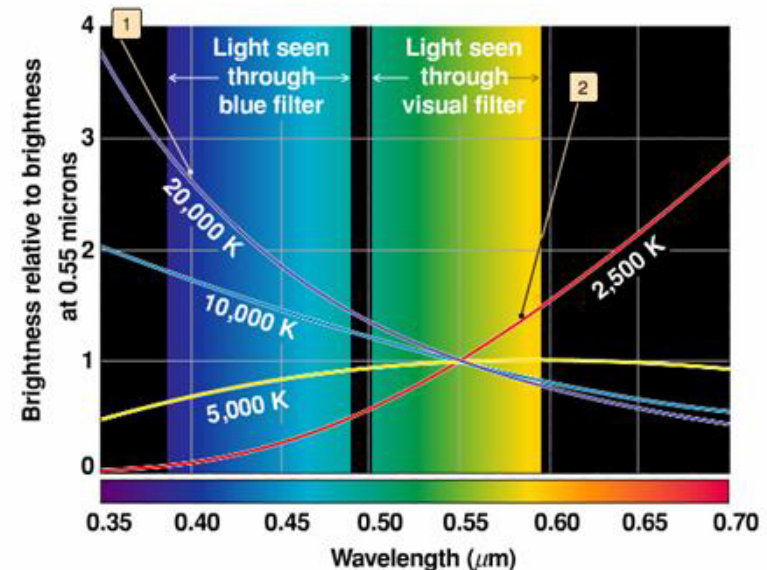 4
1
Light seen
through
blue filter
Light seen
through
visual filter
2
3
20,000 K
2
2,500 K
10,000 K
1
5,000 K
0
Brightness relative to brightness
at 0.55 microns
0.35 0.40 0.45 0.50 0.55 0.60 0.65 0.70
Wavelength (μm)